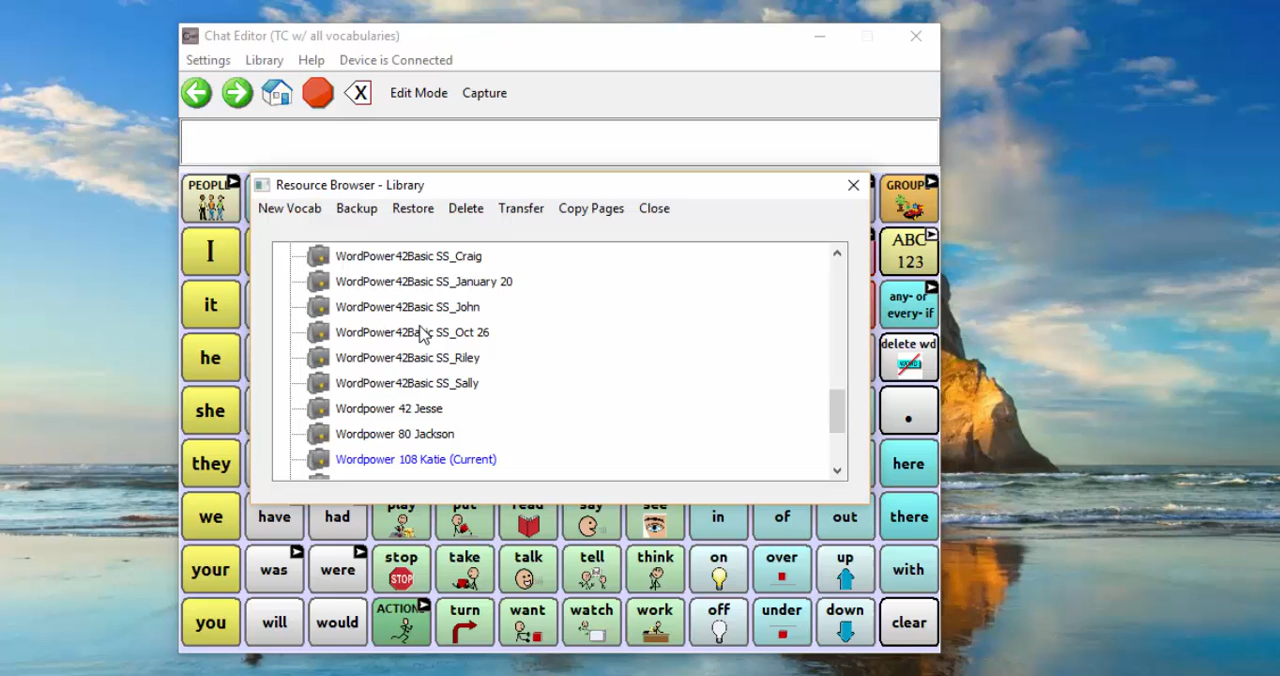 Chat Editor (TC w/ all vocabularies)
Settings Library Help Device is Connected
X Edit Mode Capture
PEOPL GROUP
Resource Browser - Library
New Vocab Backup Restore Delete Transfer Copy Pages Close
I ABC 123
WordPower42Basic SS_Craig
WordPower42Basic SS_January 20
it WordPower42Basic SS_John any- or every- if
WordPower42Basic SS_Oct 26
he WordPower42Basic SS_Riley delete wd
WORD
WordPower42Basic SS_Sally
she Wordpower 42 Jesse .
Wordpower 80 Jackson
they Wordpower 108 Katie (Current) here
we have had play put read say see in of out there
your was were stop take talk tell think on over up with
STOP
you will would ACTION turn want watch work off under down clear